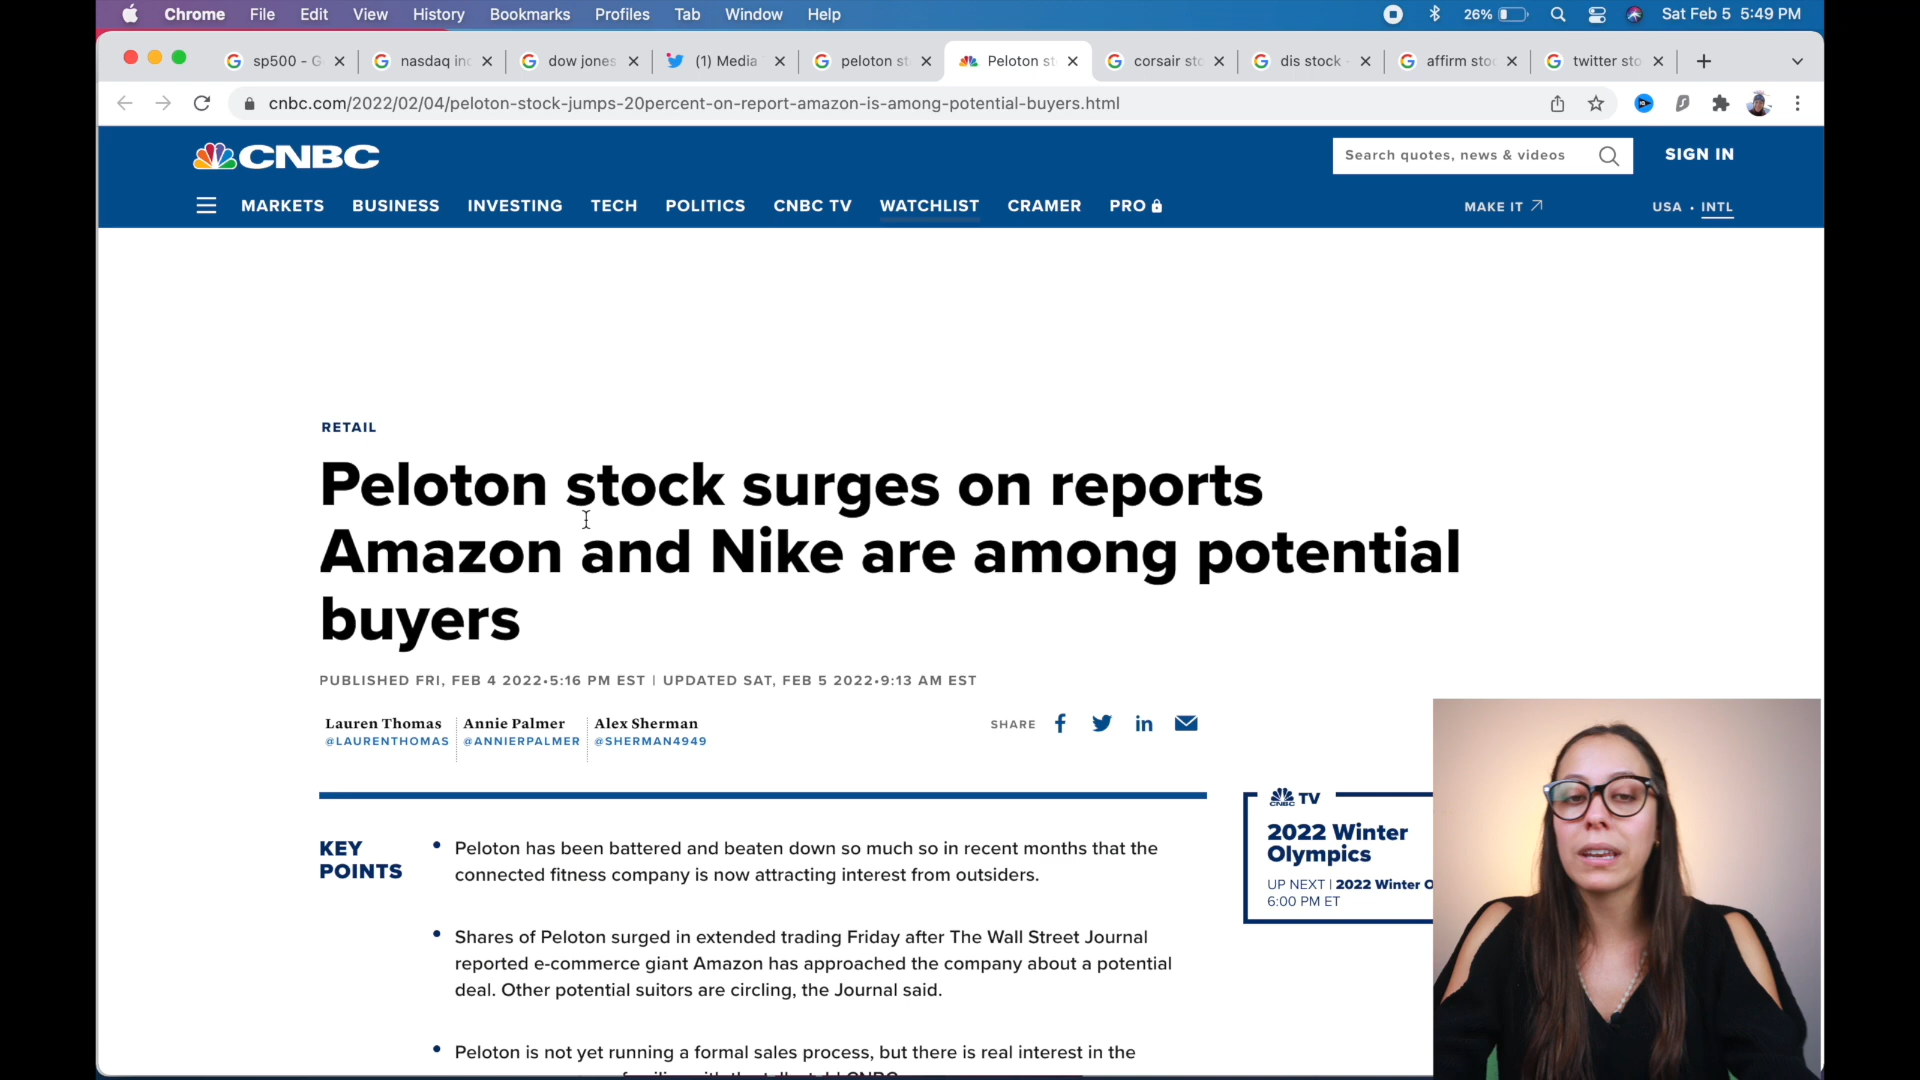 Chrome File Edit View History Bookmarks Profiles Tab Window Help 26% Sat Feb 5 5:49 PM
sp500 - G nasdaq inc dow jones (1) Media peloton st Peloton st corsair sto dis stock - affirm sto twitter sto
cnbc.com/2022/02/04/peloton-stock-jumps-20percent-on-report-amazon-is-among-potential-buyers.html
CNBC Search quotes, news & videos SIGN IN
MARKETS BUSINESS INVESTING TECH POLITICS CNBC TV WATCHLIST CRAMER PRO MAKE IT USA • INTL
RETAIL
Peloton stock surges on reports
Amazon and Nike are among potential
buyers
PUBLISHED FRI, FEB 4 2022•5:16 PM EST | UPDATED SAT, FEB 5 2022•9:13 AM EST
Lauren Thomas Annie Palmer Alex Sherman
@LAURENTHOMAS @ANNIERPALMER @SHERMAN4949
SHARE
KEY
POINTS
• Peloton has been battered and beaten down so much so in recent months that the
connected fitness company is now attracting interest from outsiders.
• Shares of Peloton surged in extended trading Friday after The Wall Street Journal
reported e-commerce giant Amazon has approached the company about a potential
deal. Other potential suitors are circling, the Journal said.
• Peloton is not yet running a formal sales process, but there is real interest in the
CNBC TV
2022 Winter
Olympics
UP NEXT | 2022 Winter O
6:00 PM ET